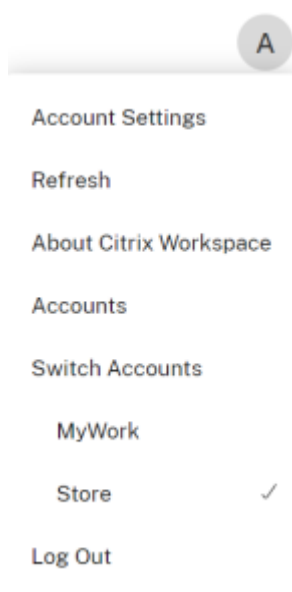 A
Account Settings
Refresh
About Citrix Workspace
Accounts
Switch Accounts
MyWork
Store
Log Out